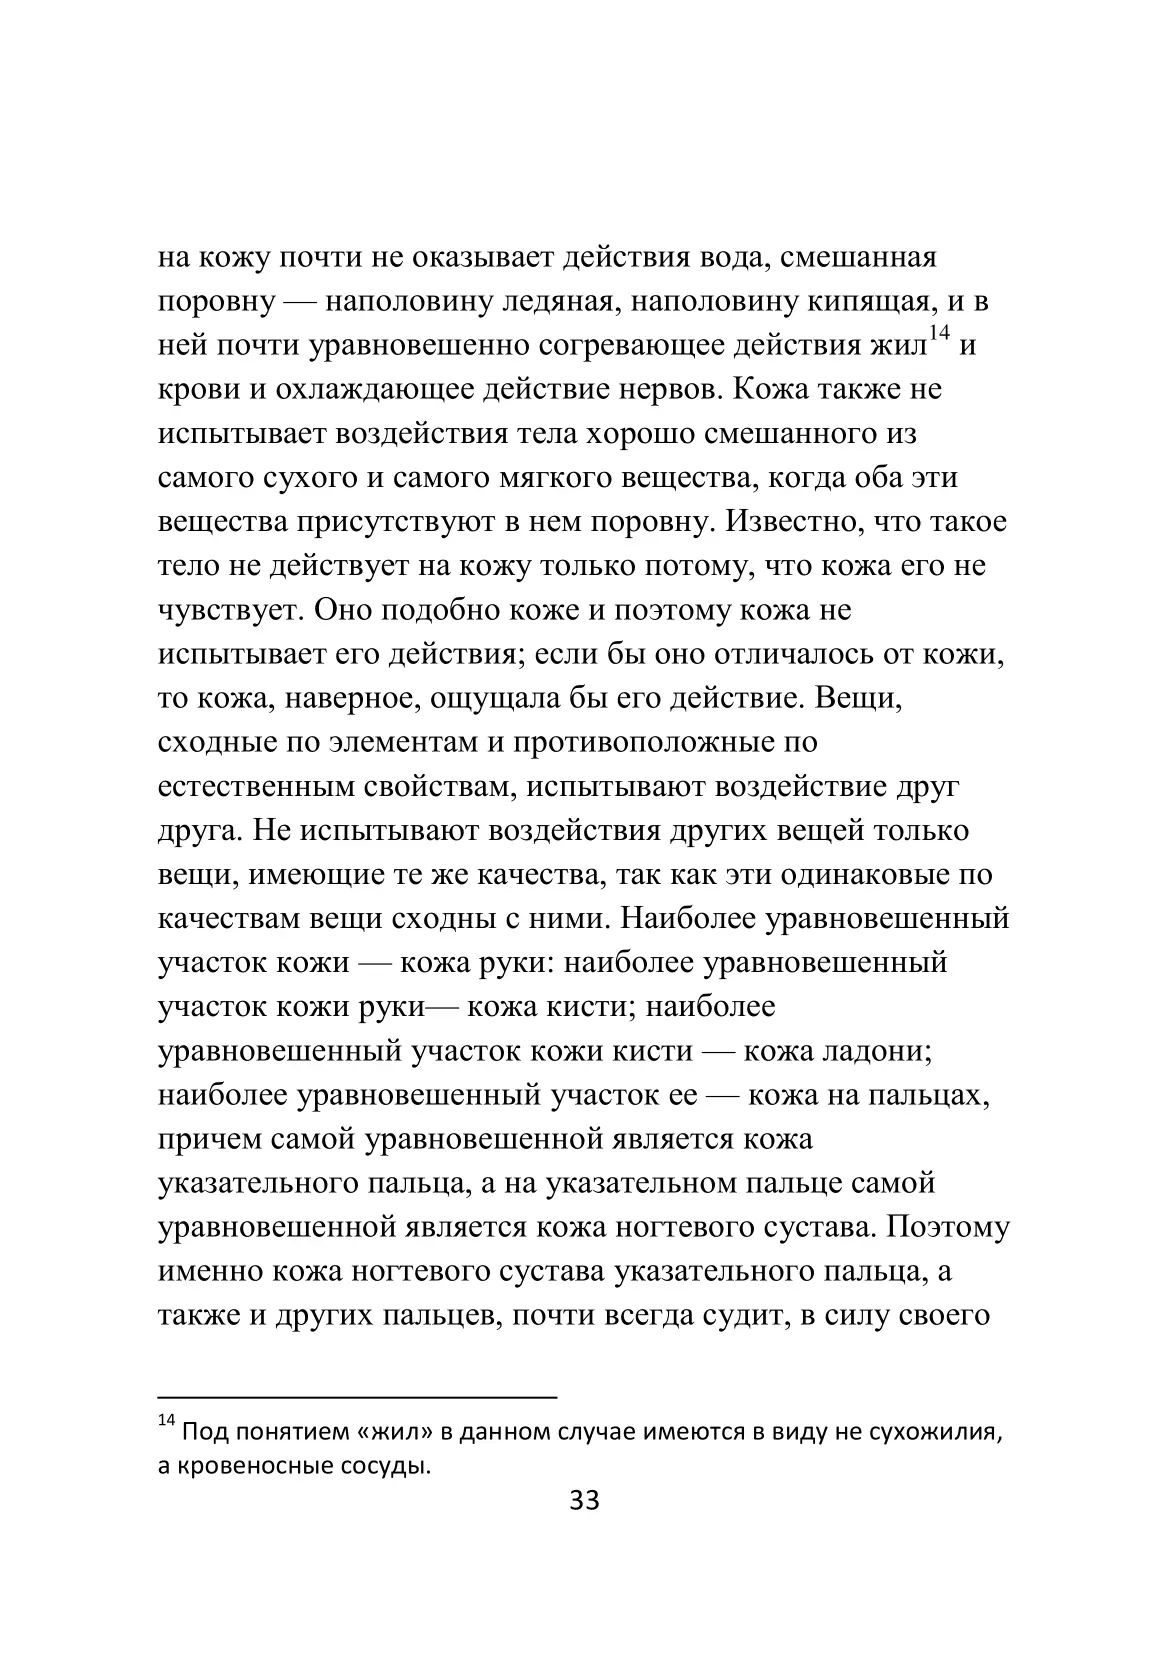 на кожу почти не оказывает действия вода, смешанная
поровну — наполовину ледяная, наполовину кипящая, и в
ней почти уравновешенно согревающее действия жил14 и
крови и охлаждающее действие нервов. Кожа также не
испытывает воздействия тела хорошо смешанного из
самого сухого и самого мягкого вещества, когда оба эти
вещества присутствуют в нем поровну. Известно, что такое
тело не действует на кожу только потому, что кожа его не
чувствует. Оно подобно коже и поэтому кожа не
испытывает его действия; если бы оно отличалось от кожи,
то кожа, наверное, ощущала бы его действие. Вещи,
сходные по элементам и противоположные по
естественным свойствам, испытывают воздействие друг
друга. Не испытывают воздействия других вещей только
вещи, имеющие те же качества, так как эти одинаковые по
качествам вещи сходны с ними. Наиболее уравновешенный
участок кожи — кожа руки: наиболее уравновешенный
участок кожи руки— кожа кисти; наиболее
уравновешенный участок кожи кисти — кожа ладони;
наиболее уравновешенный участок ее — кожа на пальцах,
причем самой уравновешенной является кожа
указательного пальца, а на указательном пальце самой
уравновешенной является кожа ногтевого сустава. Поэтому
именно кожа ногтевого сустава указательного пальца, а
также и других пальцев, почти всегда судит, в силу своего
14 Под понятием «жил» в данном случае имеются в виду не сухожилия,
а кровеносные сосуды.
33